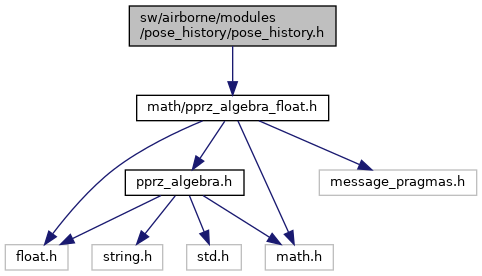 sw/airborne/modules
/pose_history/pose_history.h
math/pprz_algebra_float.h
pprz_algebra.h
message_pragmas.h
float.h
string.h
std.h
math.h